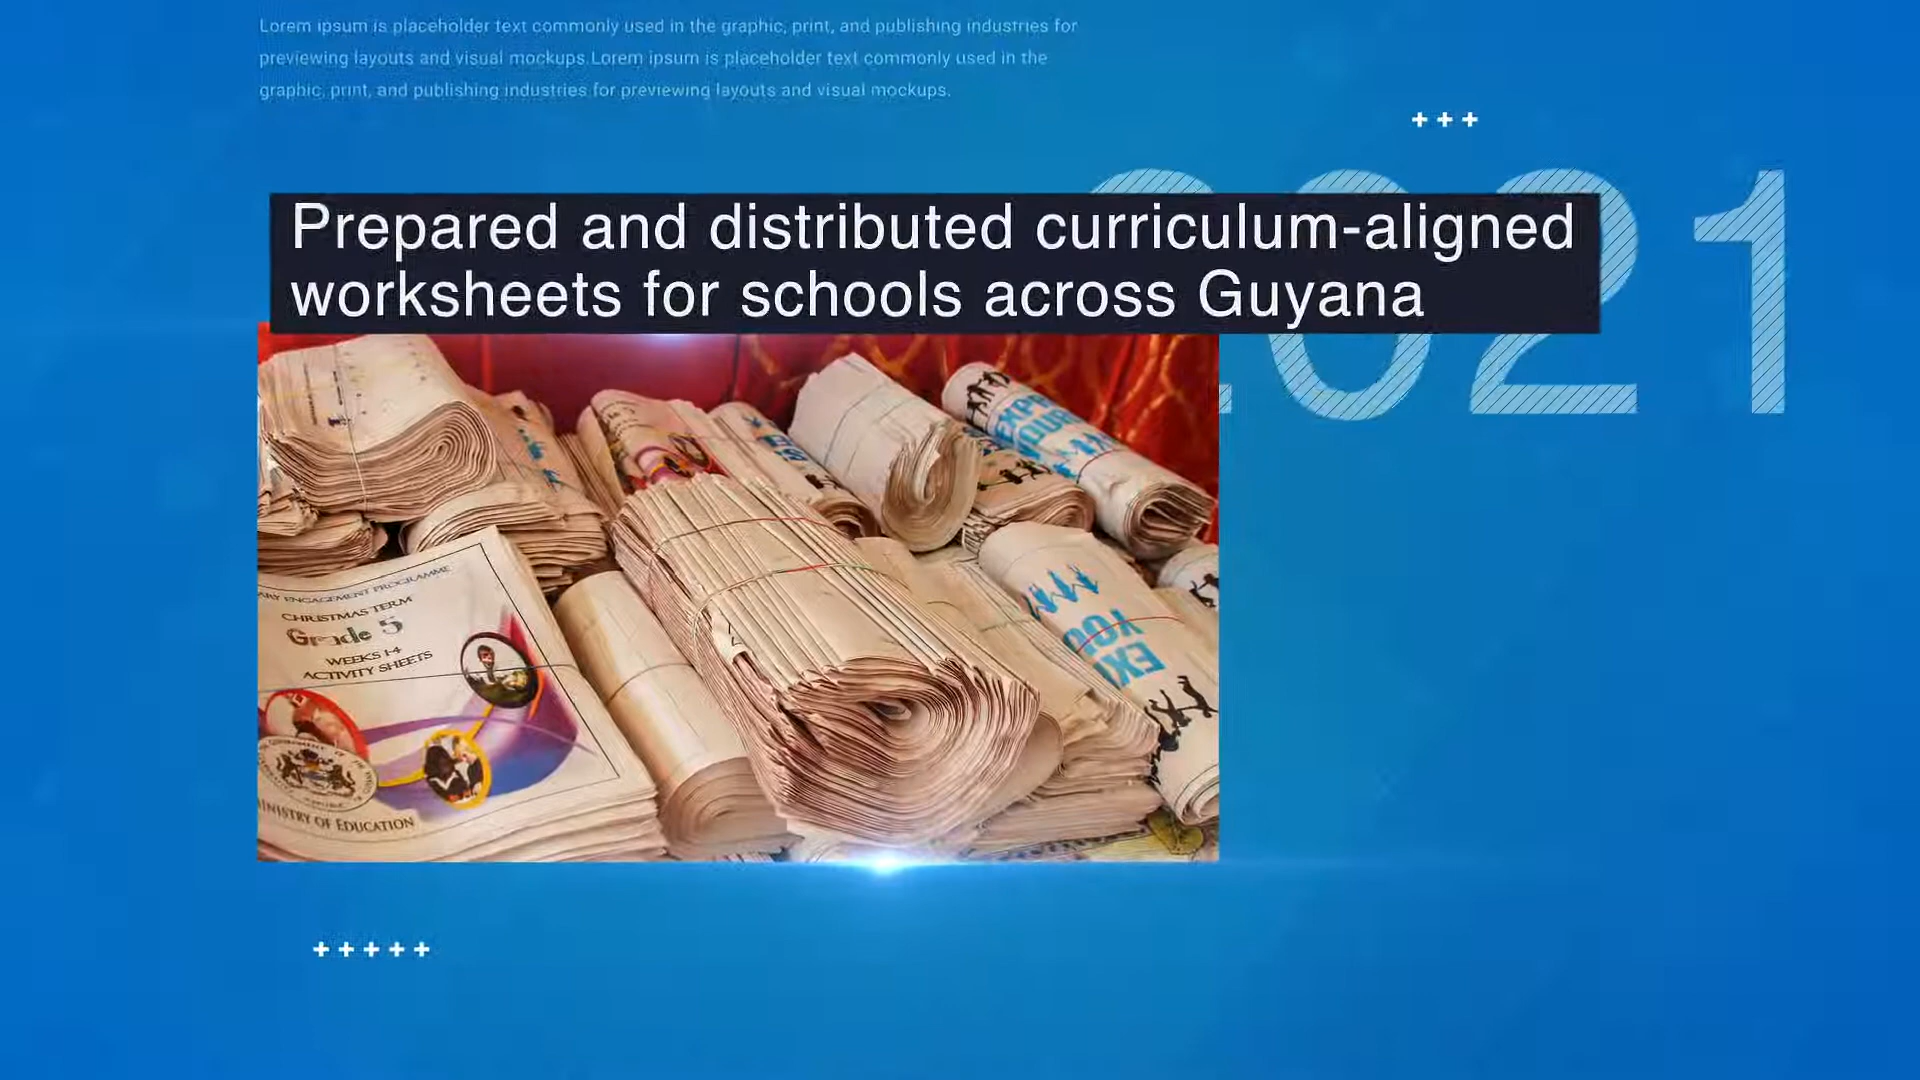 Lorem ipsum is placeholder text commonly used in the graphic, print, and publishing industries for
previewing layouts and visual mockups.Lorem ipsum is placeholder text commonly used in the
graphic, print, and publishing industries for previewing layouts and visual mockups.
2021
Prepared and distributed curriculum-aligned
worksheets for schools across Guyana
ENGAGEMENT PROGRAMME
CHRISTMAS TERM
Grade 5
WEEKS 1-4
ACTIVITY SHEETS
OF EDUCATION